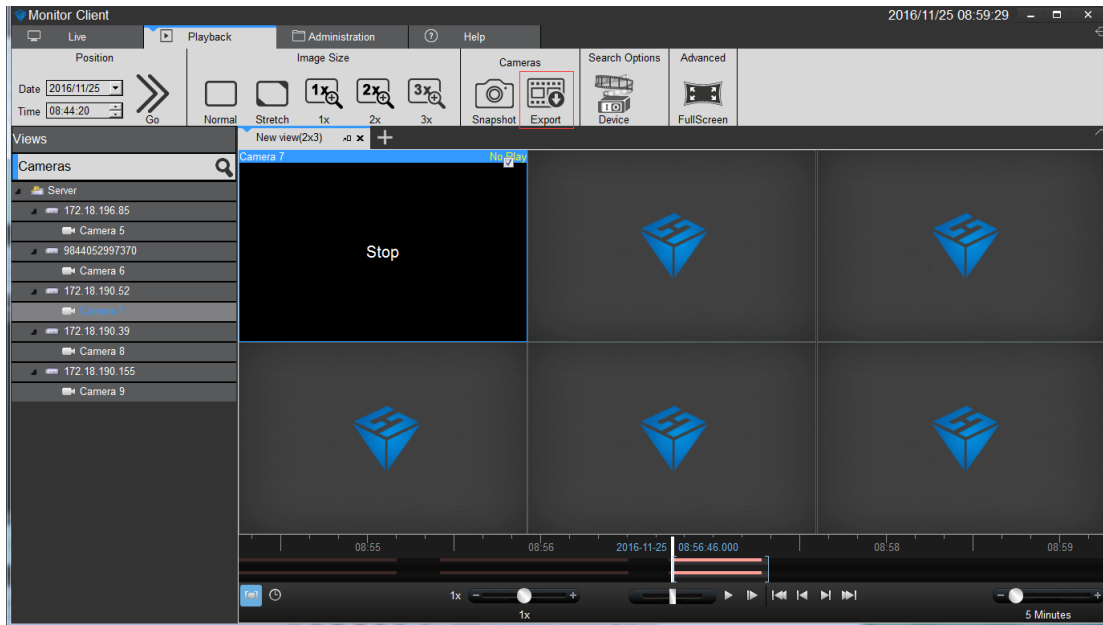 Monitor Client 2016/11/25 08:59:29
Live Playback Administration Help
Position Image Size Cameras Search Options Advanced
Date 2016/11/25
Time 08:44:20
Go Normal Stretch 1x 2x 3x Snapshot Export Device FullScreen
Views
New view(2x3)
Cameras
Camera 7 No Play
Server
172.18.196.85
Camera 5
9844052997370
Camera 6
172.18.190.52
Camera 7
172.18.190.39
Camera 8
172.18.190.155
Camera 9
Stop
08:55 08:56 2016-11-25 08:56:46.000 08:58 08:59
1x
1x 5 Minutes